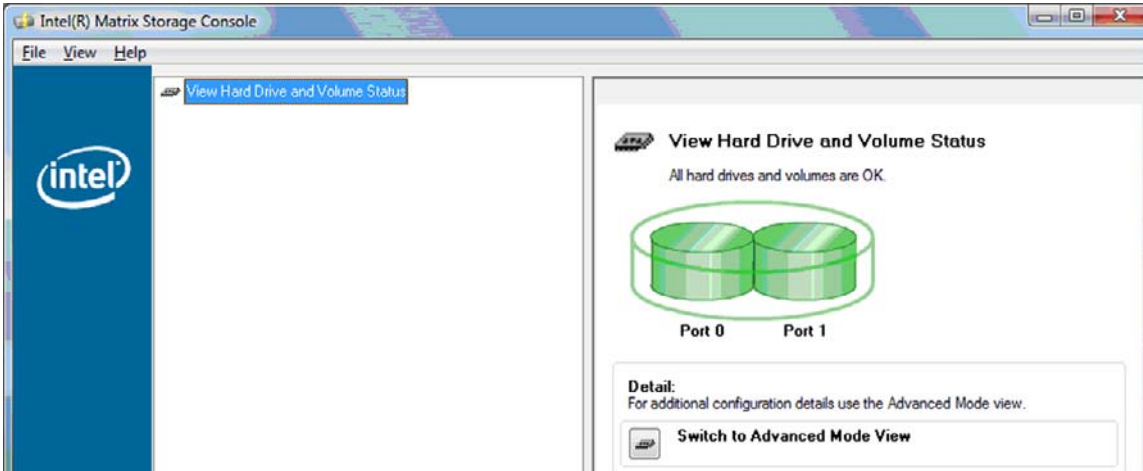 Intel(R) Matrix Storage Console
File View Help
View Hard Drive and Volume Status
intel
View Hard Drive and Volume Status
All hard drives and volumes are OK.
Port 0 Port 1
Detail:
For additional configuration details use the Advanced Mode view.
Switch to Advanced Mode View